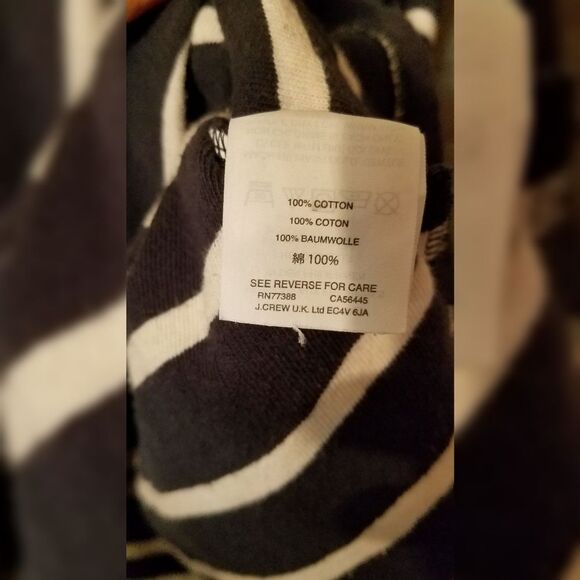 100% COTTON
100% COTON
100% BAUMWOLLE
綿 100%
SEE REVERSE FOR CARE
RN77388 CA56445
J.CREW U.K. Ltd EC4V 6JA